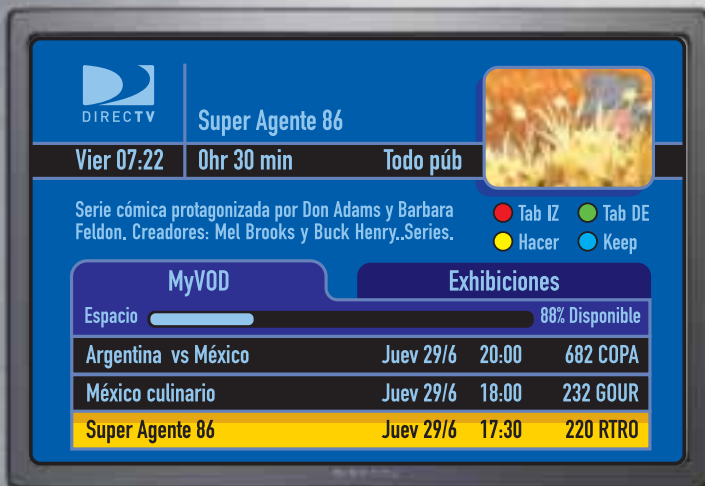 DIRECTV
Super Agente 86
Vier 07:22 0hr 30 min Todo púb
Serie cómica protagonizada por Don Adams y Barbara
Feldon. Creadores: Mel Brooks y Buck Henry..Series.
Tab IZ Tab DE
Hacer Keep
MyVOD Exhibiciones
Espacio 88% Disponible
Argentina vs México Juev 29/6 20:00 682 COPA
México culinario Juev 29/6 18:00 232 GOUR
Super Agente 86 Juev 29/6 17:30 220 RTRO